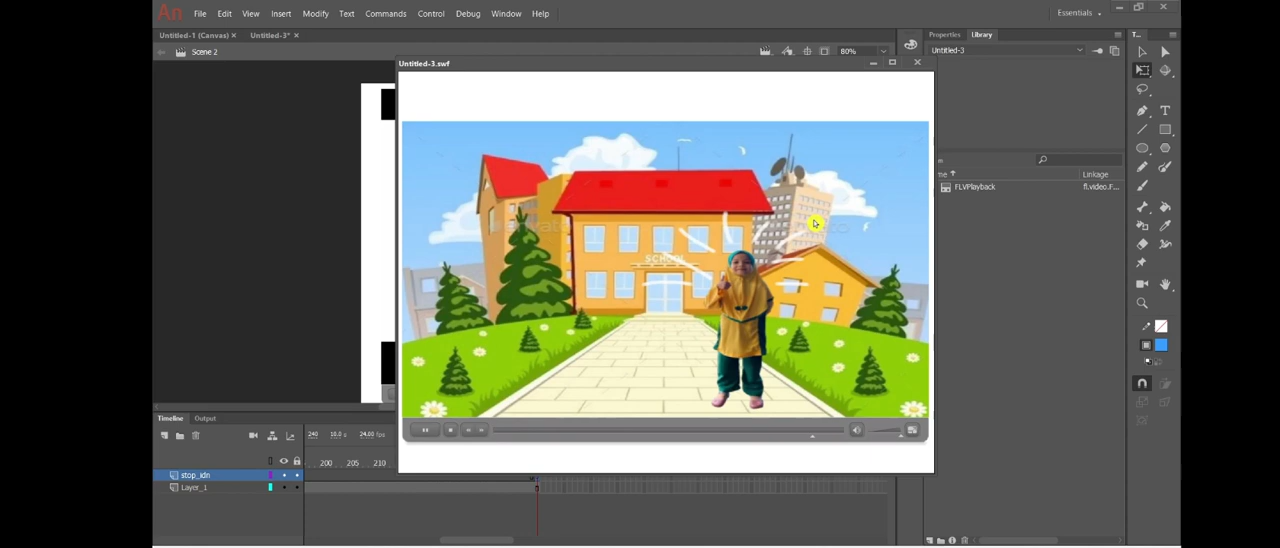 An File Edit View Insert Modify Text Commands Control Debug Window Help Essentials
Untitled-1 (Canvas) × Untitled-3* ×
Properties Library
Scene 2
80%
Untitled-3
Untitled-3.swf
me Linkage
FLVPlayback fl.video.F...
SCHOOL
Timeline Output
240 10.0 s 24.00 fps
200 205 210
stop_idn
Layer_1